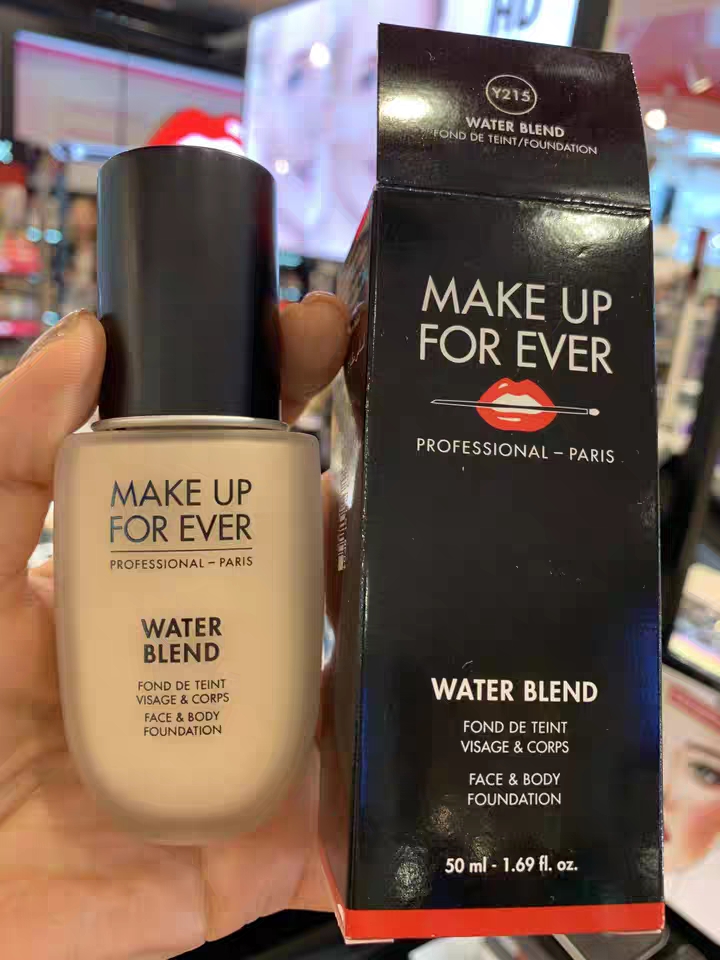 HD
MAKE UP
FOR EVER
PROFESSIONAL – PARIS
WATER
BLEND
FOND DE TEINT
VISAGE & CORPS
FACE & BODY
FOUNDATION
Y215
WATER BLEND
FOND DE TEINT/FOUNDATION
MAKE UP
FOR EVER
PROFESSIONAL – PARIS
WATER BLEND
FOND DE TEINT
VISAGE & CORPS
FACE & BODY
FOUNDATION
50 ml - 1.69 fl. oz.